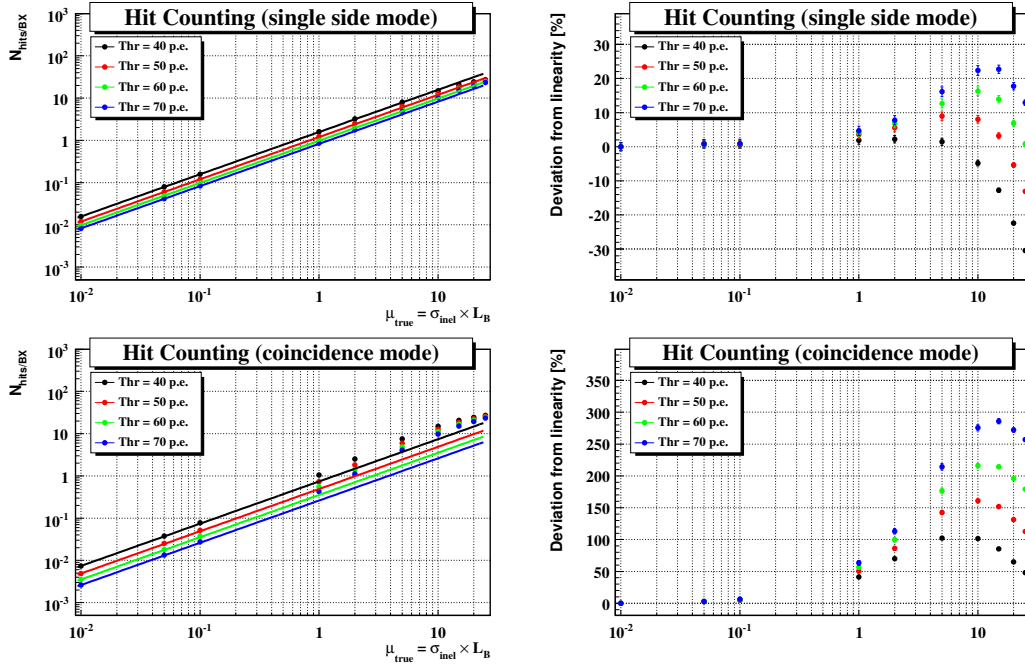 Hit Counting (single side mode)
N_hits/BX
10^3
10^2
10
1
10^-1
10^-2
10^-3
Thr = 40 p.e.
Thr = 50 p.e.
Thr = 60 p.e.
Thr = 70 p.e.
10^-2 10^-1 1 10
μ_true = σ_inel × L_B
Hit Counting (single side mode)
Deviation from linearity [%]
30
20
10
0
-10
-20
-30
Thr = 40 p.e.
Thr = 50 p.e.
Thr = 60 p.e.
Thr = 70 p.e.
10^-2 10^-1 1 10
Hit Counting (coincidence mode)
N_hits/BX
10^3
10^2
10
1
10^-1
10^-2
10^-3
Thr = 40 p.e.
Thr = 50 p.e.
Thr = 60 p.e.
Thr = 70 p.e.
10^-2 10^-1 1 10
μ_true = σ_inel × L_B
Hit Counting (coincidence mode)
Deviation from linearity [%]
350
300
250
200
150
100
50
0
Thr = 40 p.e.
Thr = 50 p.e.
Thr = 60 p.e.
Thr = 70 p.e.
10^-2 10^-1 1 10